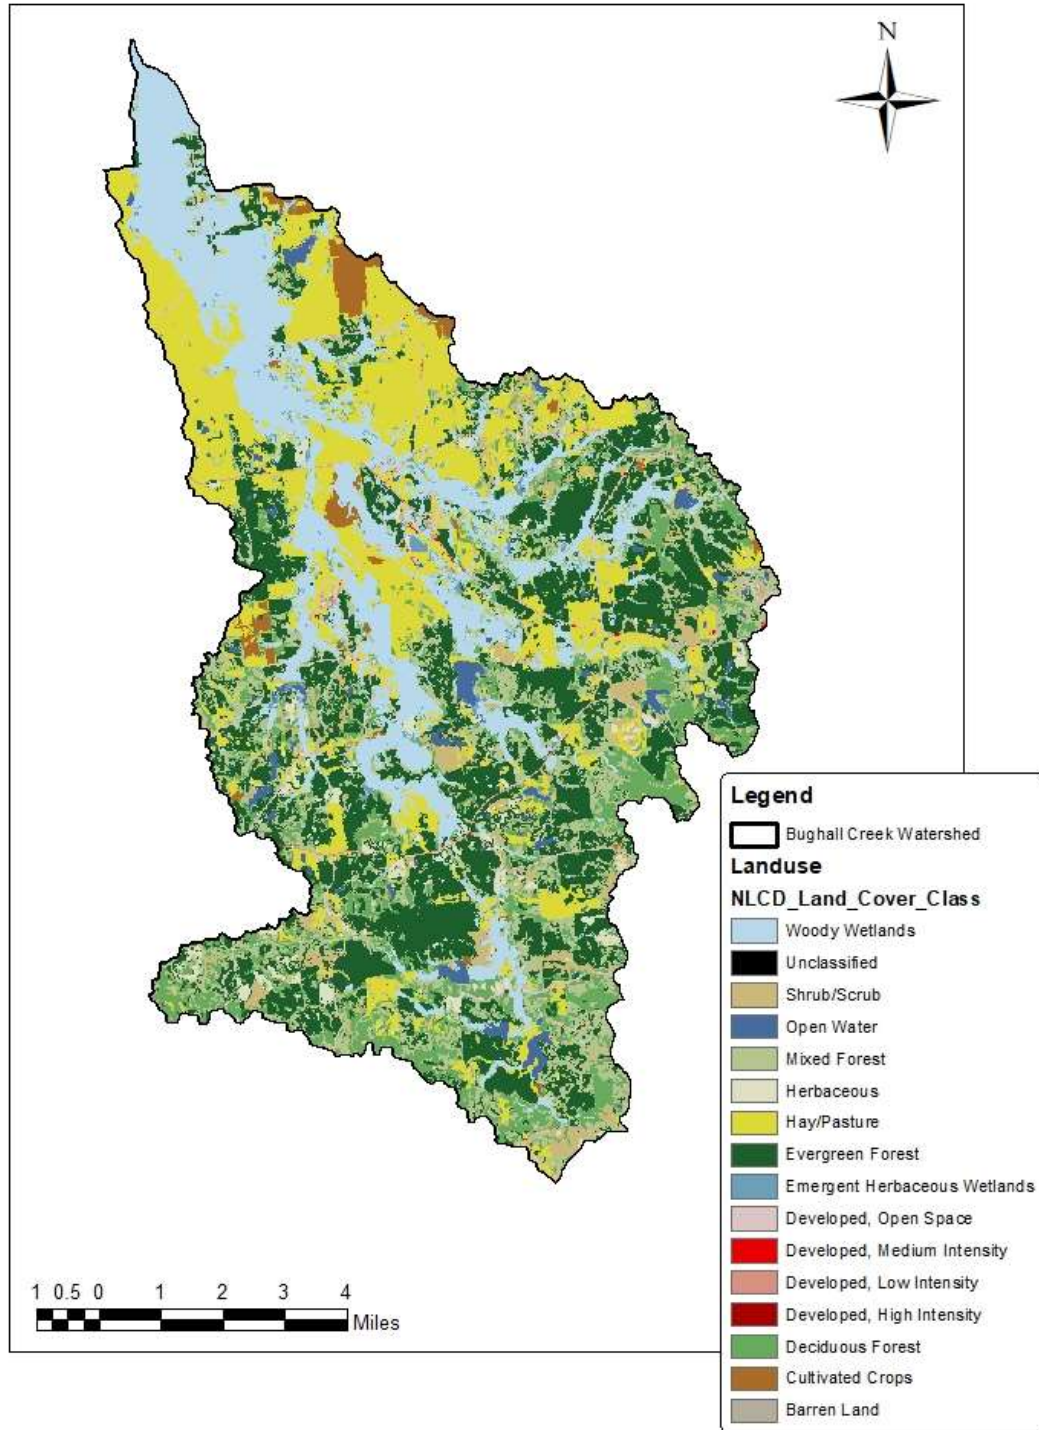 N
Legend
Bughall Creek Watershed
Landuse
NLCD_Land_Cover_Class
Woody Wetlands
Unclassified
Shrub/Scrub
Open Water
Mixed Forest
Herbaceous
Hay/Pasture
Evergreen Forest
Emergent Herbaceous Wetlands
Developed, Open Space
Developed, Medium Intensity
Developed, Low Intensity
Developed, High Intensity
Deciduous Forest
Cultivated Crops
Barren Land
1 0.5 0 1 2 3 4
Miles